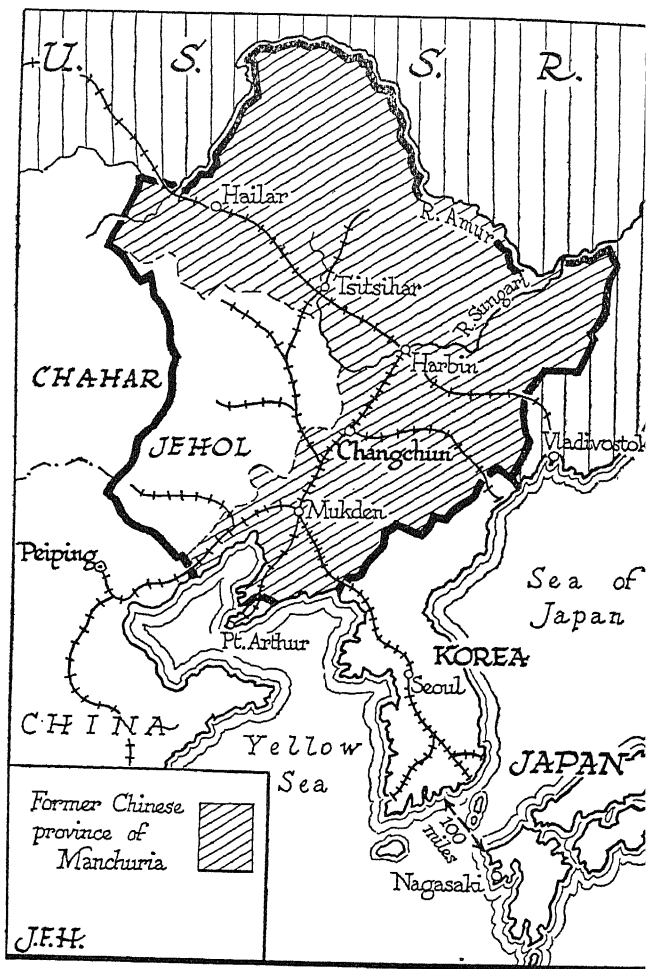 U. S. S. R.
Hailar
R. Amur
Tsitsihar
R. Sungari
Harbin
CHAHAR
JEHOL
Changchun
Vladivostok
Mukden
Peiping
Sea of
Japan
Pt. Arthur
KOREA
Seoul
CHINA
Yellow
Sea
JAPAN
100
miles
Nagasaki
Former Chinese
province of
Manchuria
J.F.H.